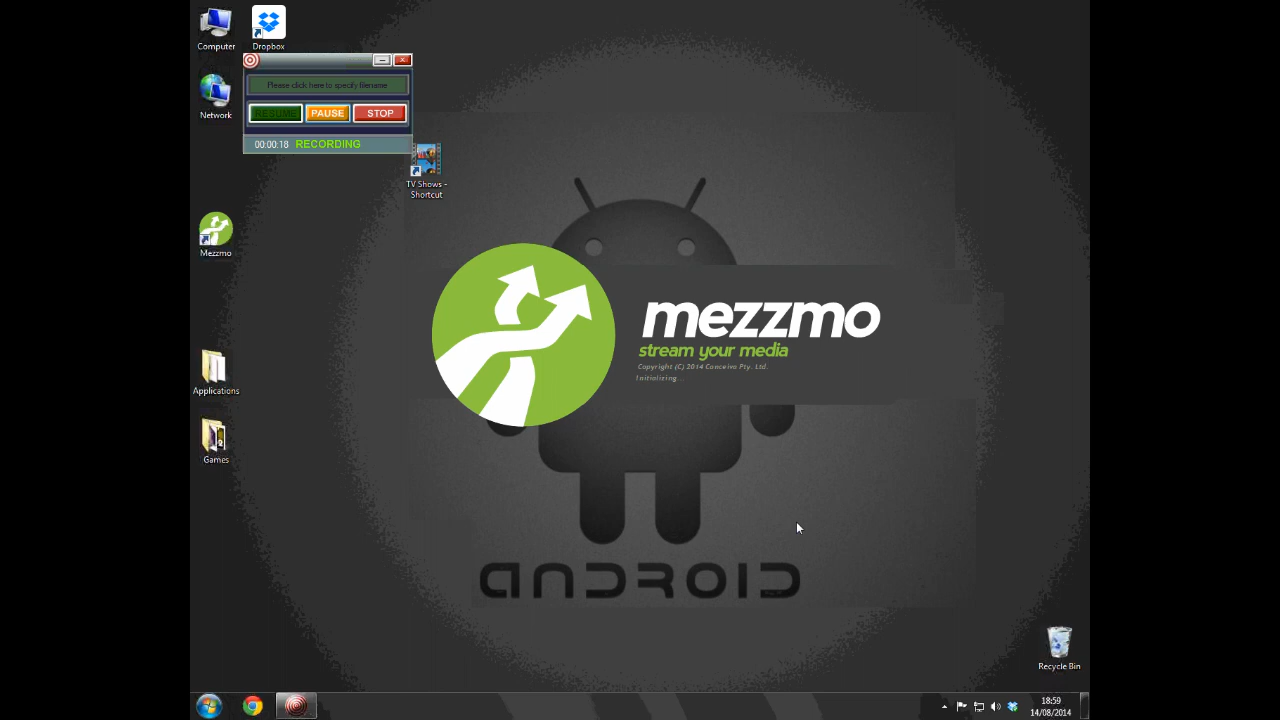 Computer
Dropbox
Please click here to specify filename
PAUSE
STOP
00:00:18 RECORDING
Network
TV Shows -
Shortcut
Mezzmo
mezzmo
stream your media
Copyright (C) 2014 Conceiva Pty. Ltd.
Initializing...
Applications
Games
ANDROID
Recycle Bin
18:59
14/08/2014